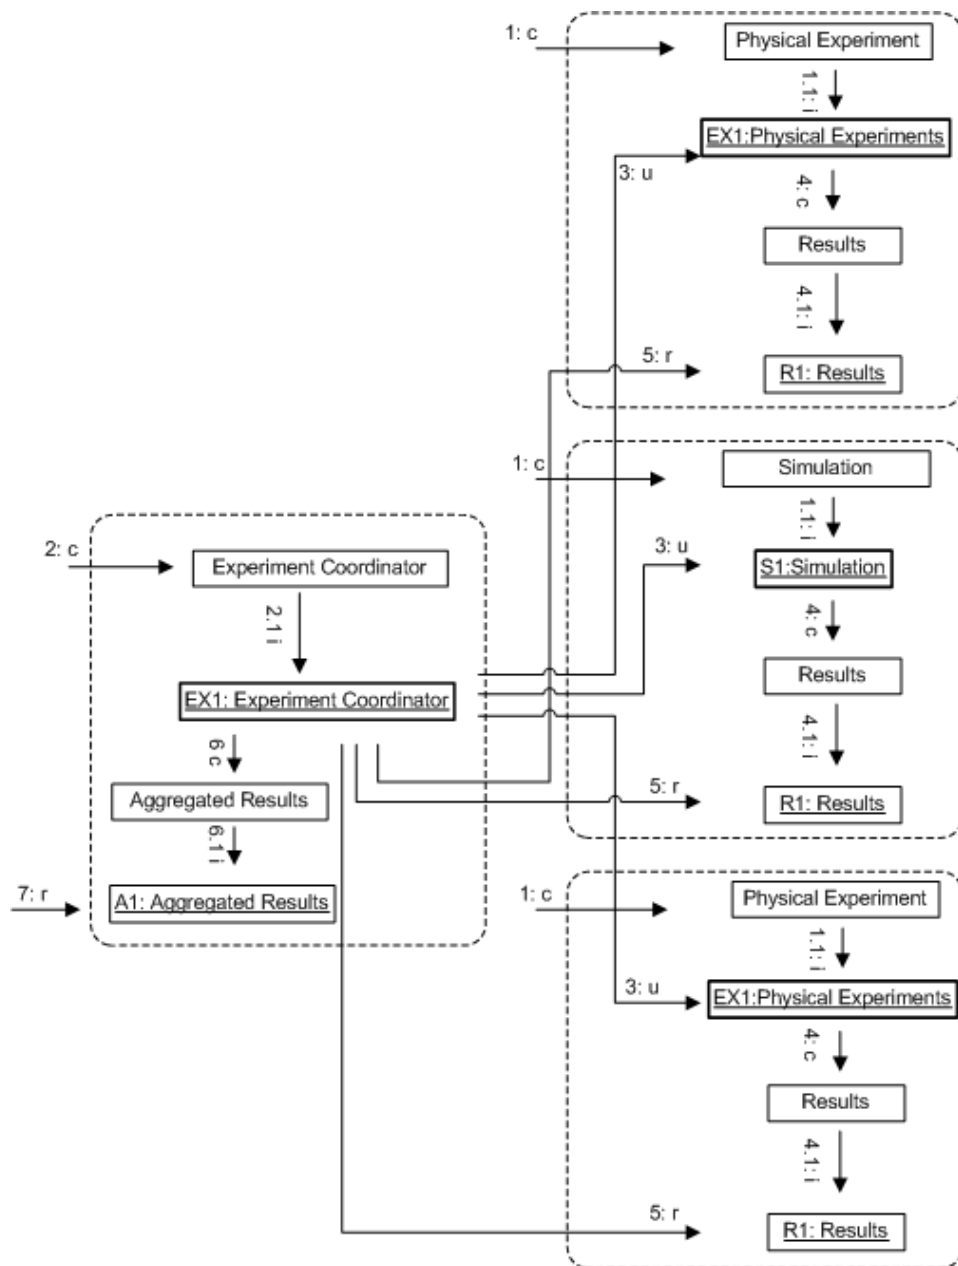 1: c
Physical Experiment
1.1: i
EX1:Physical Experiments
3: u
4: c
Results
4.1: i
5: r
R1: Results
1: c
Simulation
1.1: i
3: u
S1:Simulation
4: c
Results
4.1: i
5: r
R1: Results
2: c
Experiment Coordinator
2.1 i
EX1: Experiment Coordinator
6 c
Aggregated Results
6.1 i
7: r
A1: Aggregated Results
1: c
Physical Experiment
1.1: i
3: u
EX1:Physical Experiments
4: c
Results
4.1: i
5: r
R1: Results